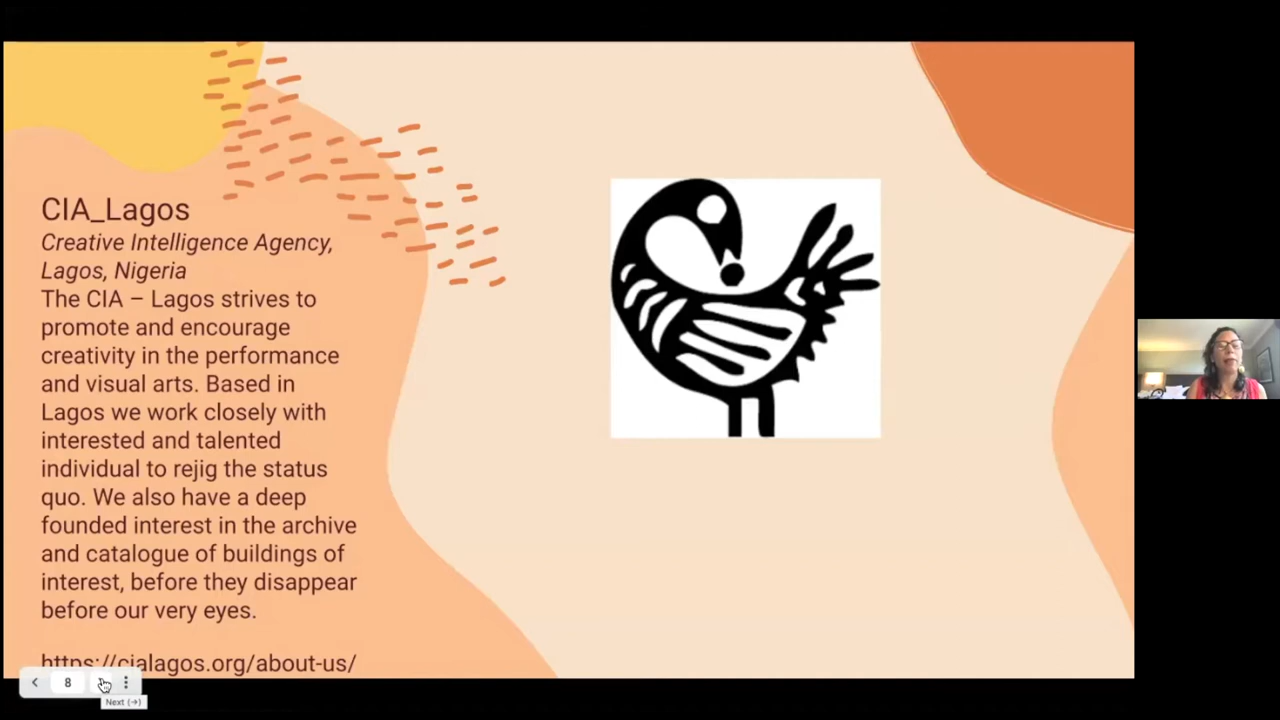 CIA_Lagos
Creative Intelligence Agency,
Lagos, Nigeria
The CIA – Lagos strives to
promote and encourage
creativity in the performance
and visual arts. Based in
Lagos we work closely with
interested and talented
individual to rejig the status
quo. We also have a deep
founded interest in the archive
and catalogue of buildings of
interest, before they disappear
before our very eyes.
https://cialagos.org/about-us/
8
Next (→)